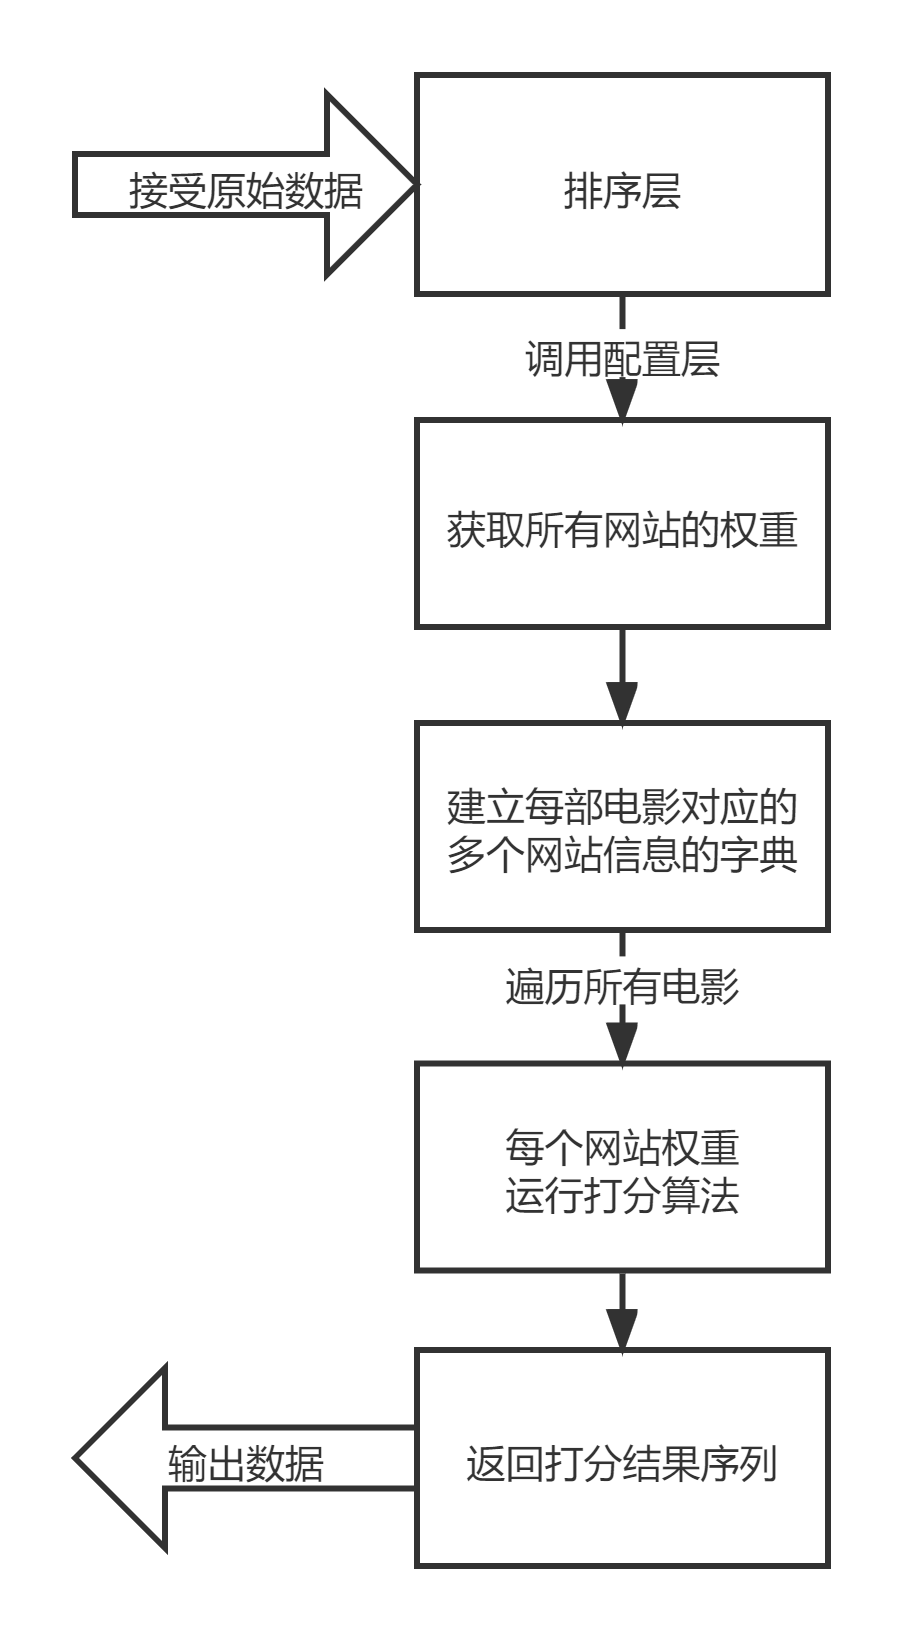 接受原始数据
排序层
调用配置层
获取所有网站的权重
建立每部电影对应的
多个网站信息的字典
遍历所有电影
每个网站权重
运行打分算法
返回打分结果序列
输出数据